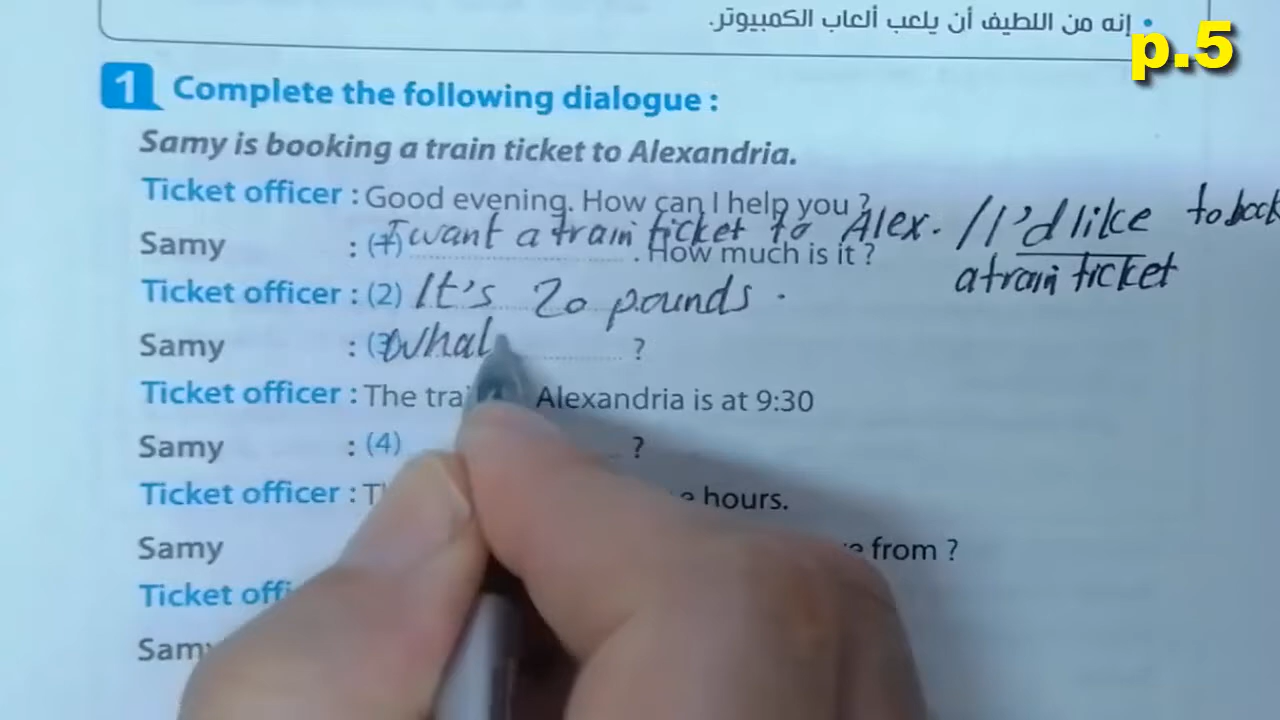 • إنه من اللطيف أن يلعب ألعاب الكمبيوتر.
p.5
1 Complete the following dialogue :
Samy is booking a train ticket to Alexandria.
Ticket officer : Good evening. How can I help you ?
Samy : (1) I want a train ticket to Alex. / I'd like to book
a train ticket
. How much is it ?
Ticket officer : (2) It's 20 pounds.
Samy : (3) What ?
Ticket officer : The Alexandria is at 9:30
Samy : (4) ?
Ticket officer : hours.
Samy from ?
Ticket
Samy